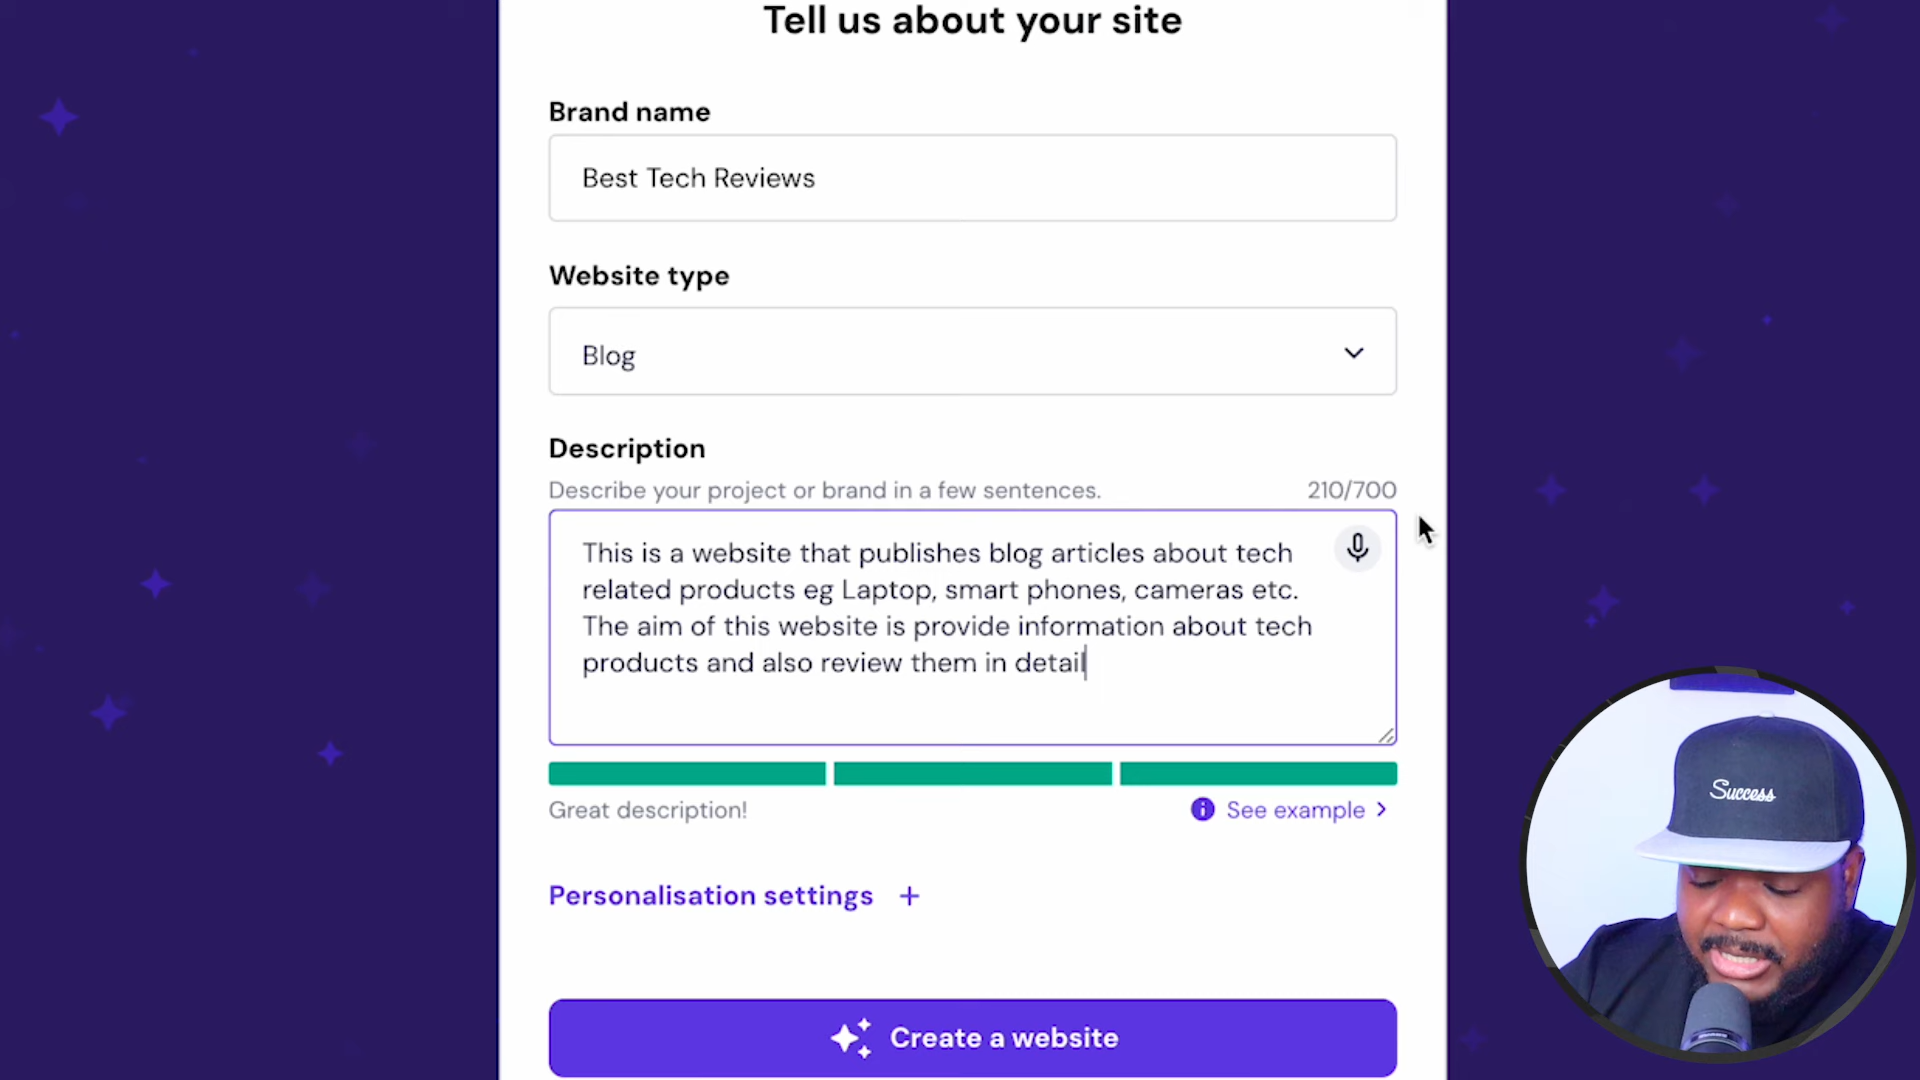 Tell us about your site
Brand name
Best Tech Reviews
Website type
Blog
Description
Describe your project or brand in a few sentences. 210/700
This is a website that publishes blog articles about tech
related products eg Laptop, smart phones, cameras etc.
The aim of this website is provide information about tech
products and also review them in detail
Great description! See example
Personalisation settings +
Create a website
Success